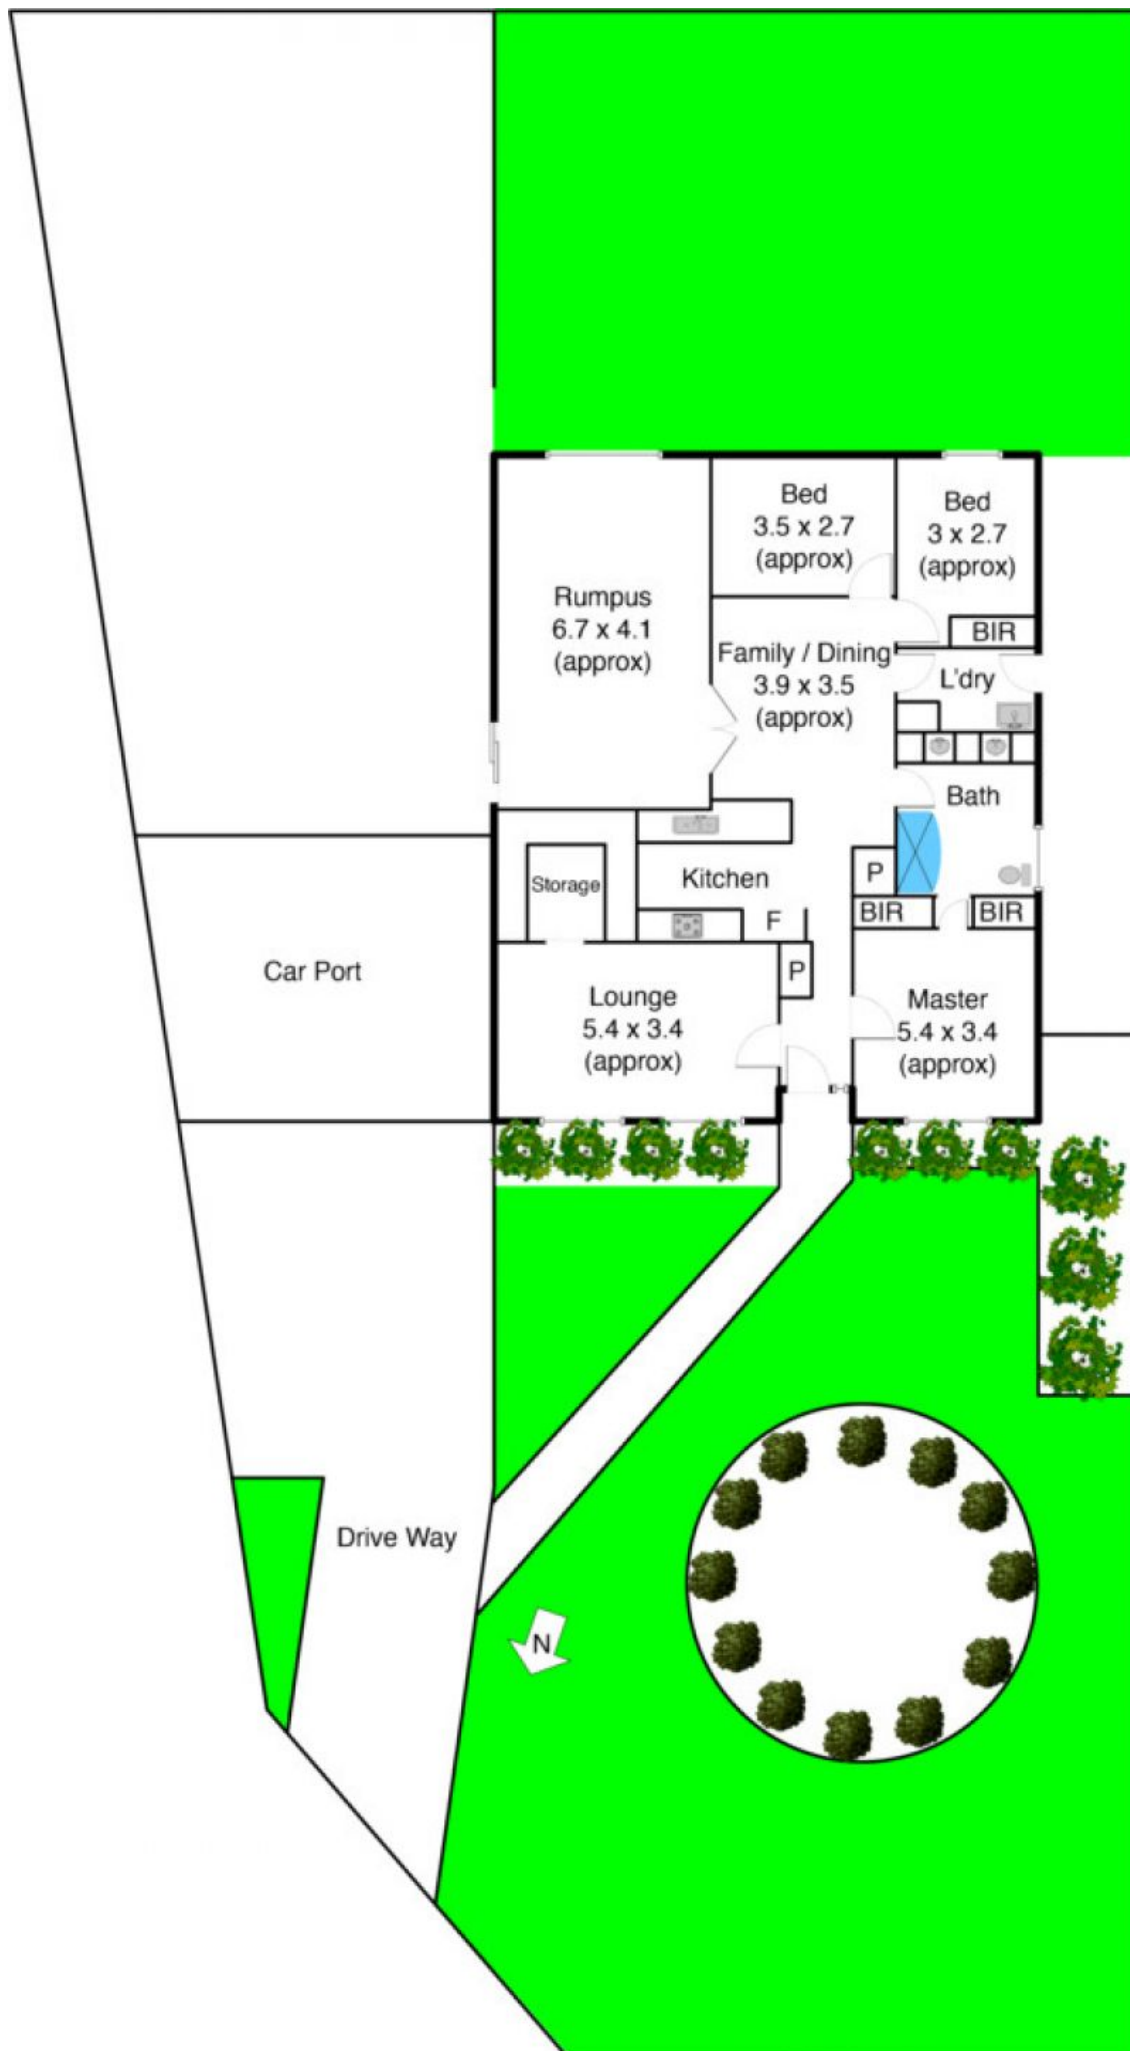 Bed
3.5 x 2.7
(approx)
Bed
3 x 2.7
(approx)
Rumpus
6.7 x 4.1
(approx)
BIR
Family / Dining
3.9 x 3.5
(approx)
L'dry
Bath
Storage
Kitchen
P
BIR
BIR
F
P
Car Port
Lounge
5.4 x 3.4
(approx)
Master
5.4 x 3.4
(approx)
Drive Way
N